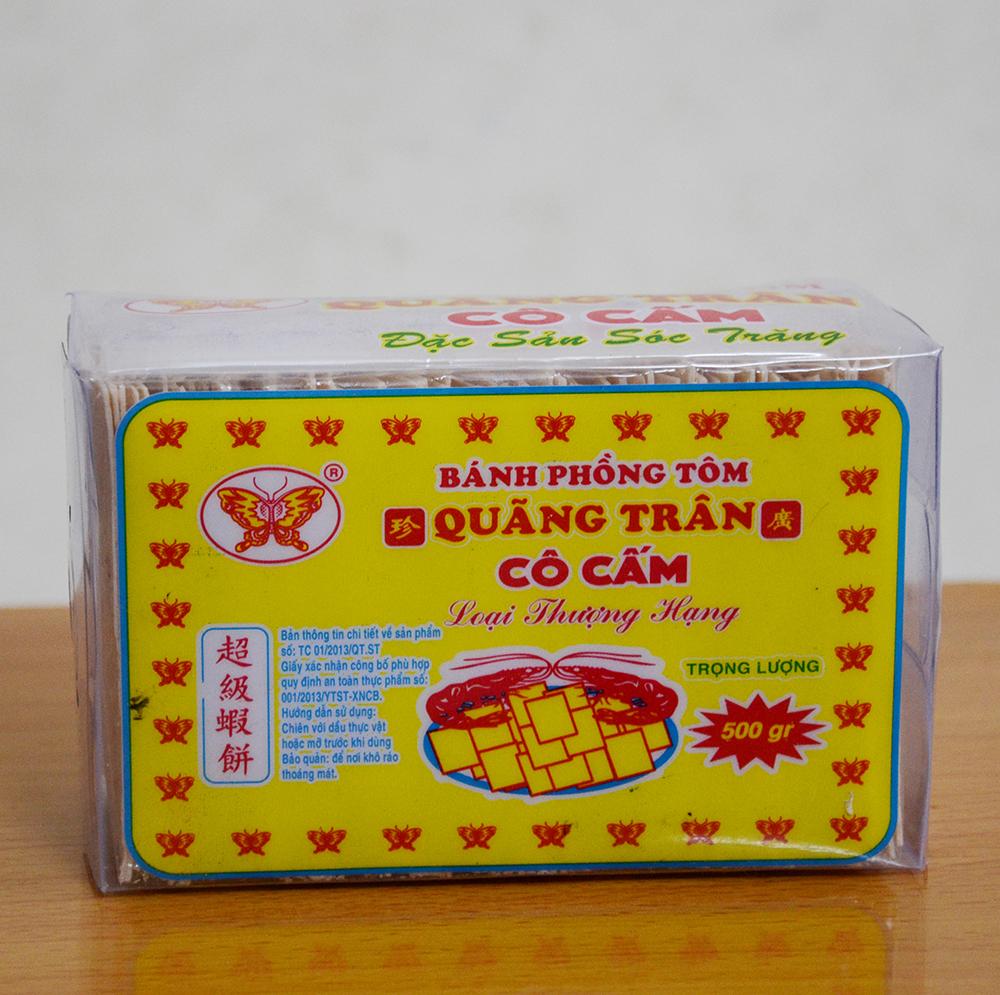 QUÃNG TRÂN
CÔ CẤM
Đặc Sản Sóc Trăng
®
BÁNH PHỒNG TÔM
珍 QUÃNG TRÂN 廣
CÔ CẤM
Loại Thượng Hạng
超級蝦餅
Bản thông tin chi tiết về sản phẩm
số: TC 01/2013/QT.ST
Giấy xác nhận công bố phù hợp
quy định an toàn thực phẩm số:
001/2013/YTST-XNCB.
Hướng dẫn sử dụng:
Chiên với dầu thực vật
hoặc mỡ trước khi dùng
Bảo quản: để nơi khô ráo
thoáng mát.
TRỌNG LƯỢNG
500 gr